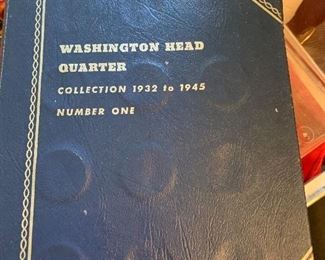 WASHINGTON HEAD
QUARTER
COLLECTION 1932 to 1945
NUMBER ONE